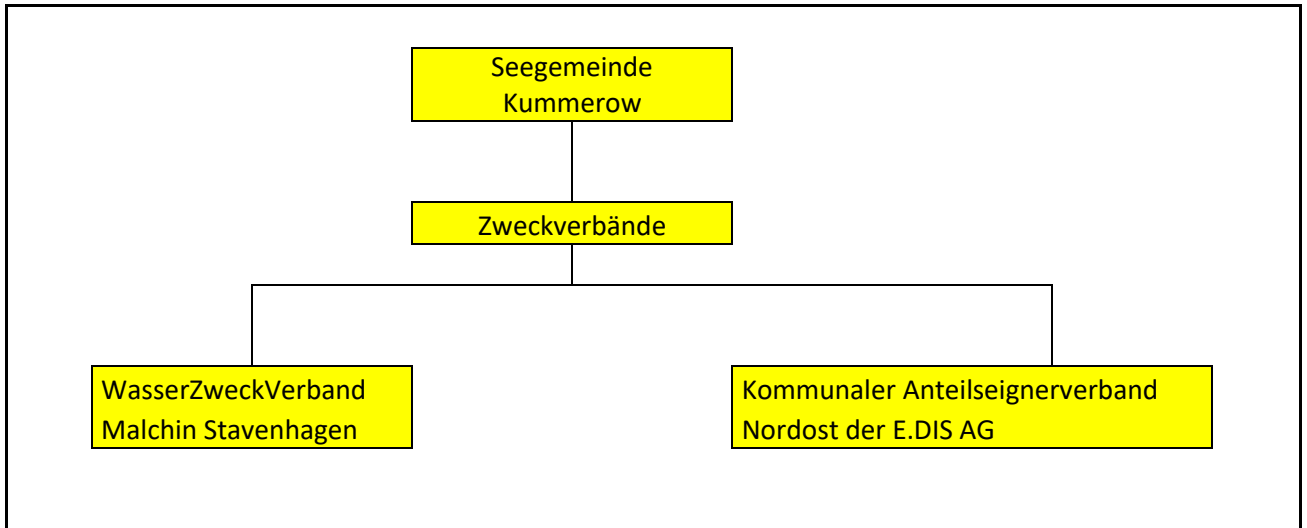 Seegemeinde
Kummerow
Zweckverbände
WasserZweckVerband
Malchin Stavenhagen
Kommunaler Anteilseignerverband
Nordost der E.DIS AG